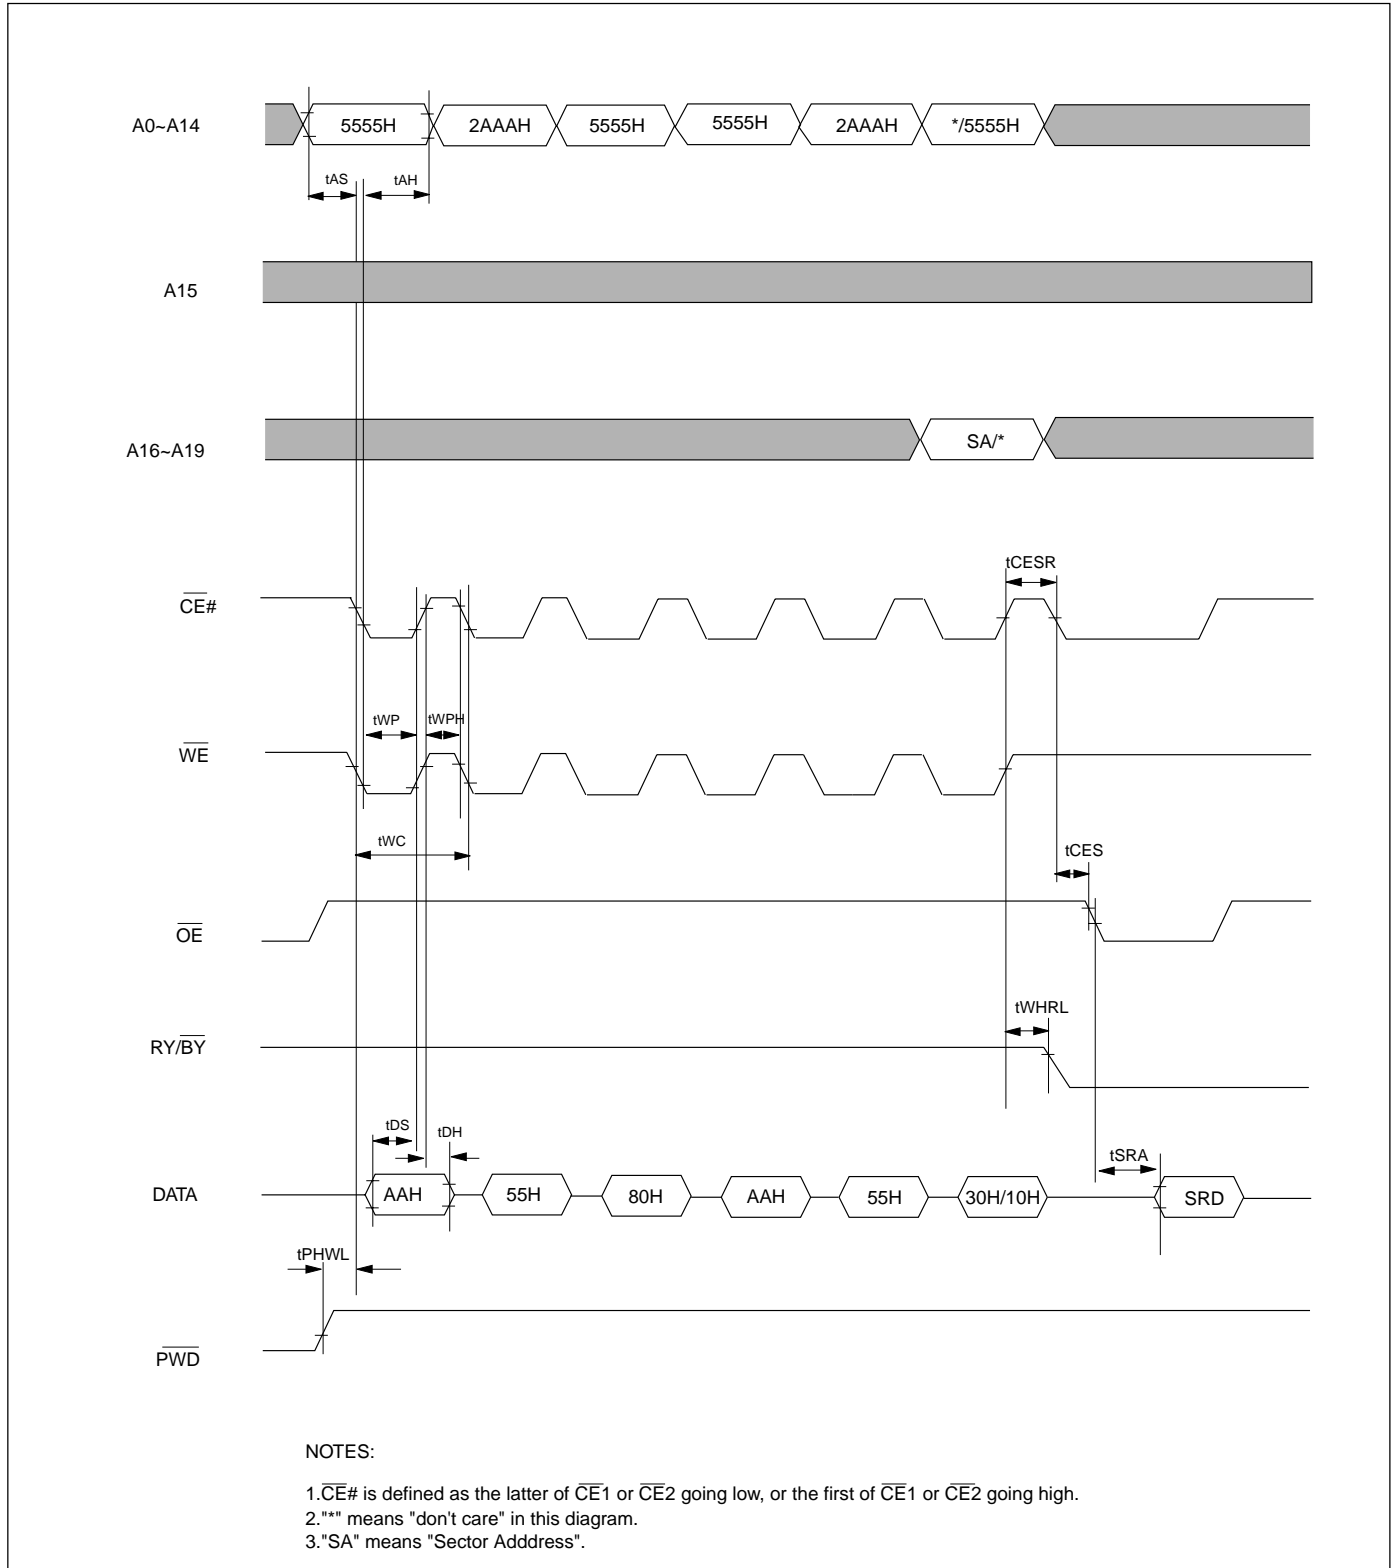 A0~A14 5555H 2AAAH 5555H 5555H 2AAAH */5555H
tAS tAH
A15
A16~A19 SA/*
tCESR
CE#
tWP tWPH
WE
tWC
tCES
OE
tWHRL
RY/BY
tDS tDH
tSRA
DATA AAH 55H 80H AAH 55H 30H/10H SRD
tPHWL
PWD
NOTES:
1.CE# is defined as the latter of CE1 or CE2 going low, or the first of CE1 or CE2 going high.
2."*" means "don't care" in this diagram.
3."SA" means "Sector Adddress".